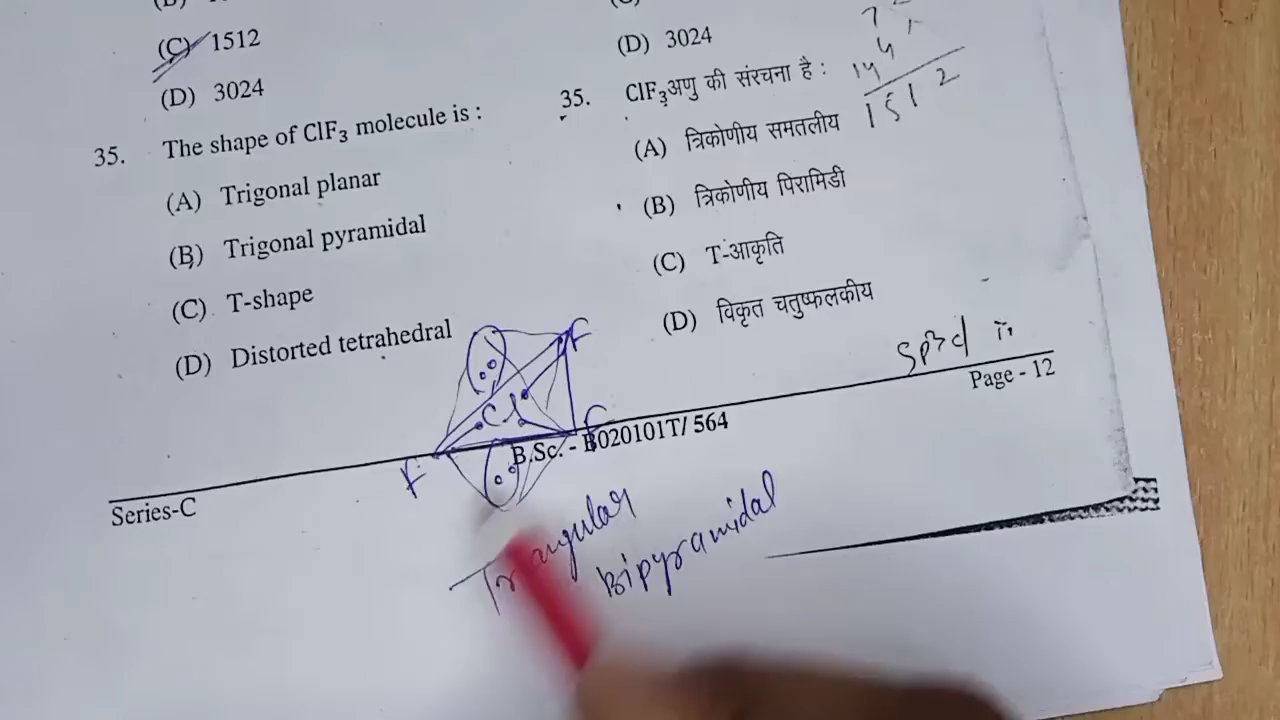 (C) 1512
(D) 3024
35. The shape of ClF₃ molecule is :
(A) Trigonal planar
(B) Trigonal pyramidal
(C) T-shape
(D) Distorted tetrahedral
(D) 3024
35. ClF₃अणु की संरचना है :
(A) त्रिकोणीय समतलीय
(B) त्रिकोणीय पिरामिडी
(C) T-आकृति
(D) विकृत चतुष्फलकीय
1512
F
Cl
F
F
sp³d
Page - 12
B.Sc. - B020101T/ 564
Series-C
Triangular
Bipyramidal